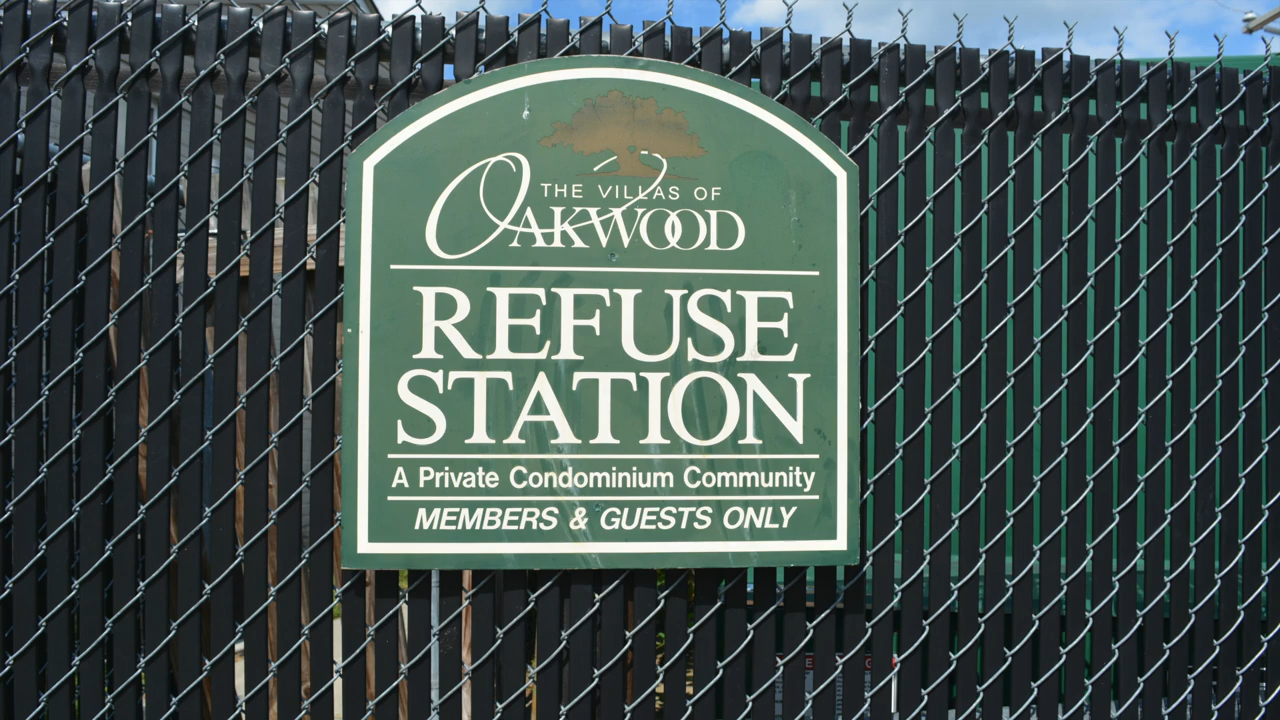 THE VILLAS OF
OAKWOOD
REFUSE
STATION
A Private Condominium Community
MEMBERS & GUESTS ONLY